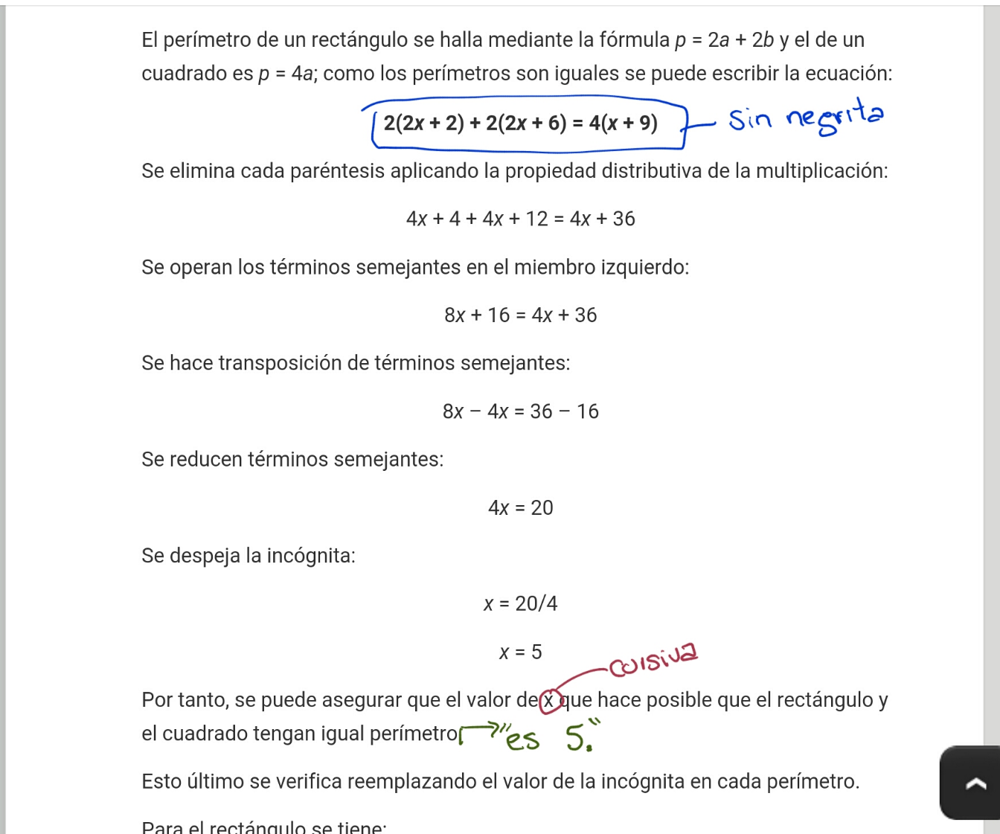 El perímetro de un rectángulo se halla mediante la fórmula p = 2a + 2b y el de un
cuadrado es p = 4a; como los perímetros son iguales se puede escribir la ecuación:
2(2x + 2) + 2(2x + 6) = 4(x + 9) sin negrita
Se elimina cada paréntesis aplicando la propiedad distributiva de la multiplicación:
4x + 4 + 4x + 12 = 4x + 36
Se operan los términos semejantes en el miembro izquierdo:
8x + 16 = 4x + 36
Se hace transposición de términos semejantes:
8x − 4x = 36 − 16
Se reducen términos semejantes:
4x = 20
Se despeja la incógnita:
x = 20/4
x = 5
cursiva
Por tanto, se puede asegurar que el valor de x que hace posible que el rectángulo y
el cuadrado tengan igual perímetro "es 5."
Esto último se verifica reemplazando el valor de la incógnita en cada perímetro.
Para el rectángulo se tiene: